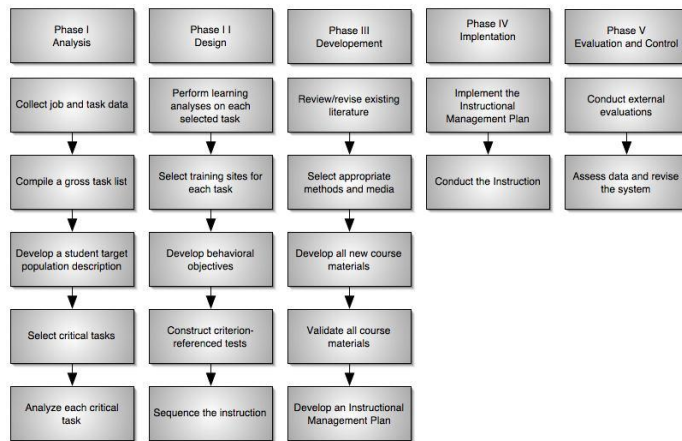 Phase I
Analysis
Collect job and task data
Compile a gross task list
Develop a student target
population description
Select critical tasks
Analyze each critical
task
Phase I I
Design
Perform learning
analyses on each
selected task
Select training sites for
each task
Develop behavioral
objectives
Construct criterion-
referenced tests
Sequence the instruction
Phase III
Developement
Review/revise existing
literature
Select appropriate
methods and media
Develop all new course
materials
Validate all course
materials
Develop an Instructional
Management Plan
Phase IV
Implentation
Implement the
Instructional
Management Plan
Conduct the Instruction
Phase V
Evaluation and Control
Conduct external
evaluations
Assess data and revise
the system